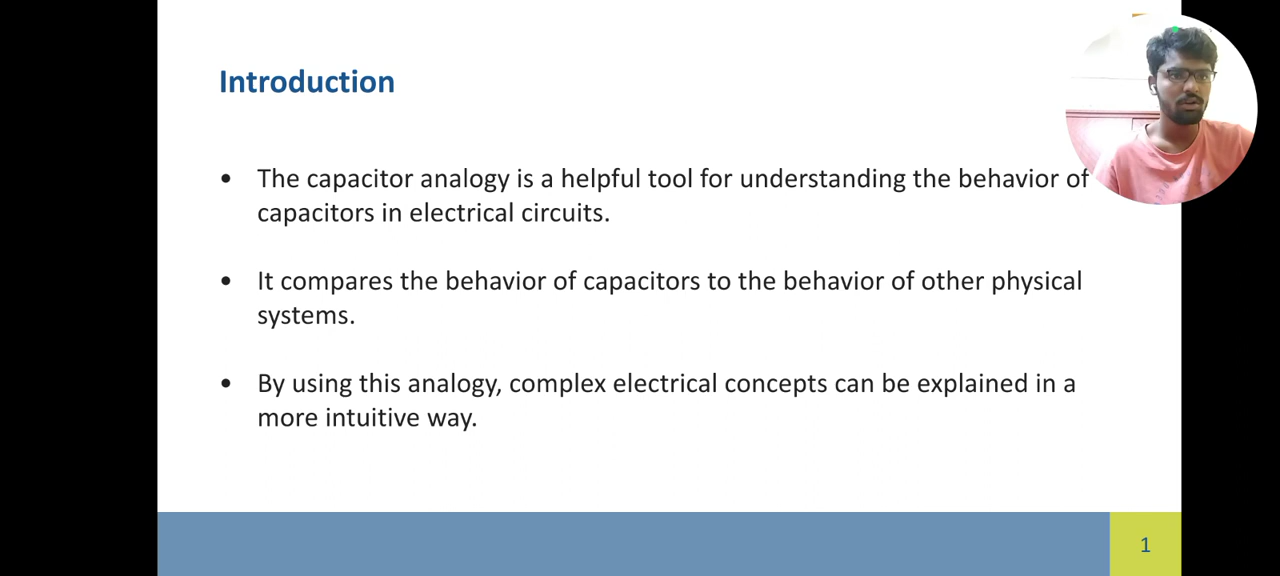 Introduction
• The capacitor analogy is a helpful tool for understanding the behavior of
capacitors in electrical circuits.
• It compares the behavior of capacitors to the behavior of other physical
systems.
• By using this analogy, complex electrical concepts can be explained in a
more intuitive way.
1